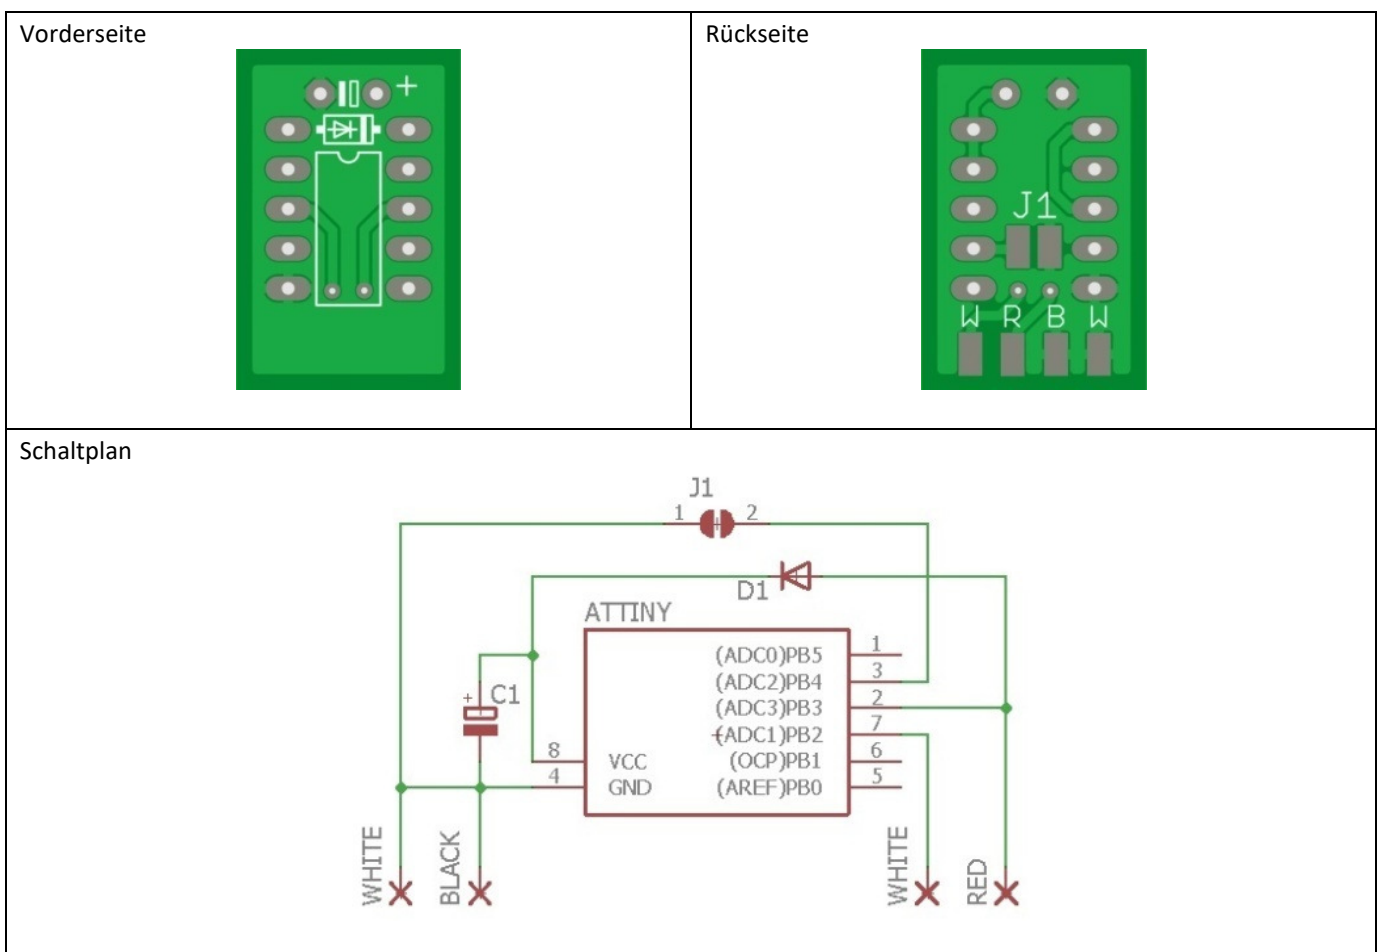 Vorderseite
+
Rückseite
J1
W R B W
Schaltplan
J1
1 2
D1
ATTINY
(ADC0)PB5 1
(ADC2)PB4 3
(ADC3)PB3 2
(ADC1)PB2 7
(OCP)PB1 6
(AREF)PB0 5
+ C1
8 VCC
4 GND
WHITE
BLACK
WHITE
RED